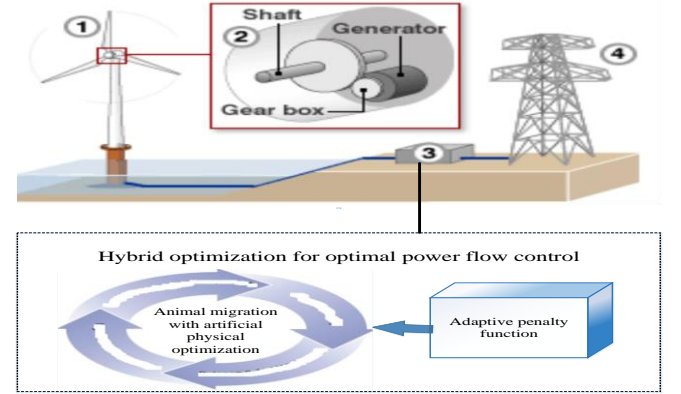 1
Shaft
2
Generator
Gear box
4
3
Hybrid optimization for optimal power flow control
Animal migration
with artificial
physical
optimization
Adaptive penalty
function